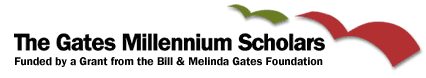 The Gates Millennium Scholars
Funded by a Grant from the Bill & Melinda Gates Foundation